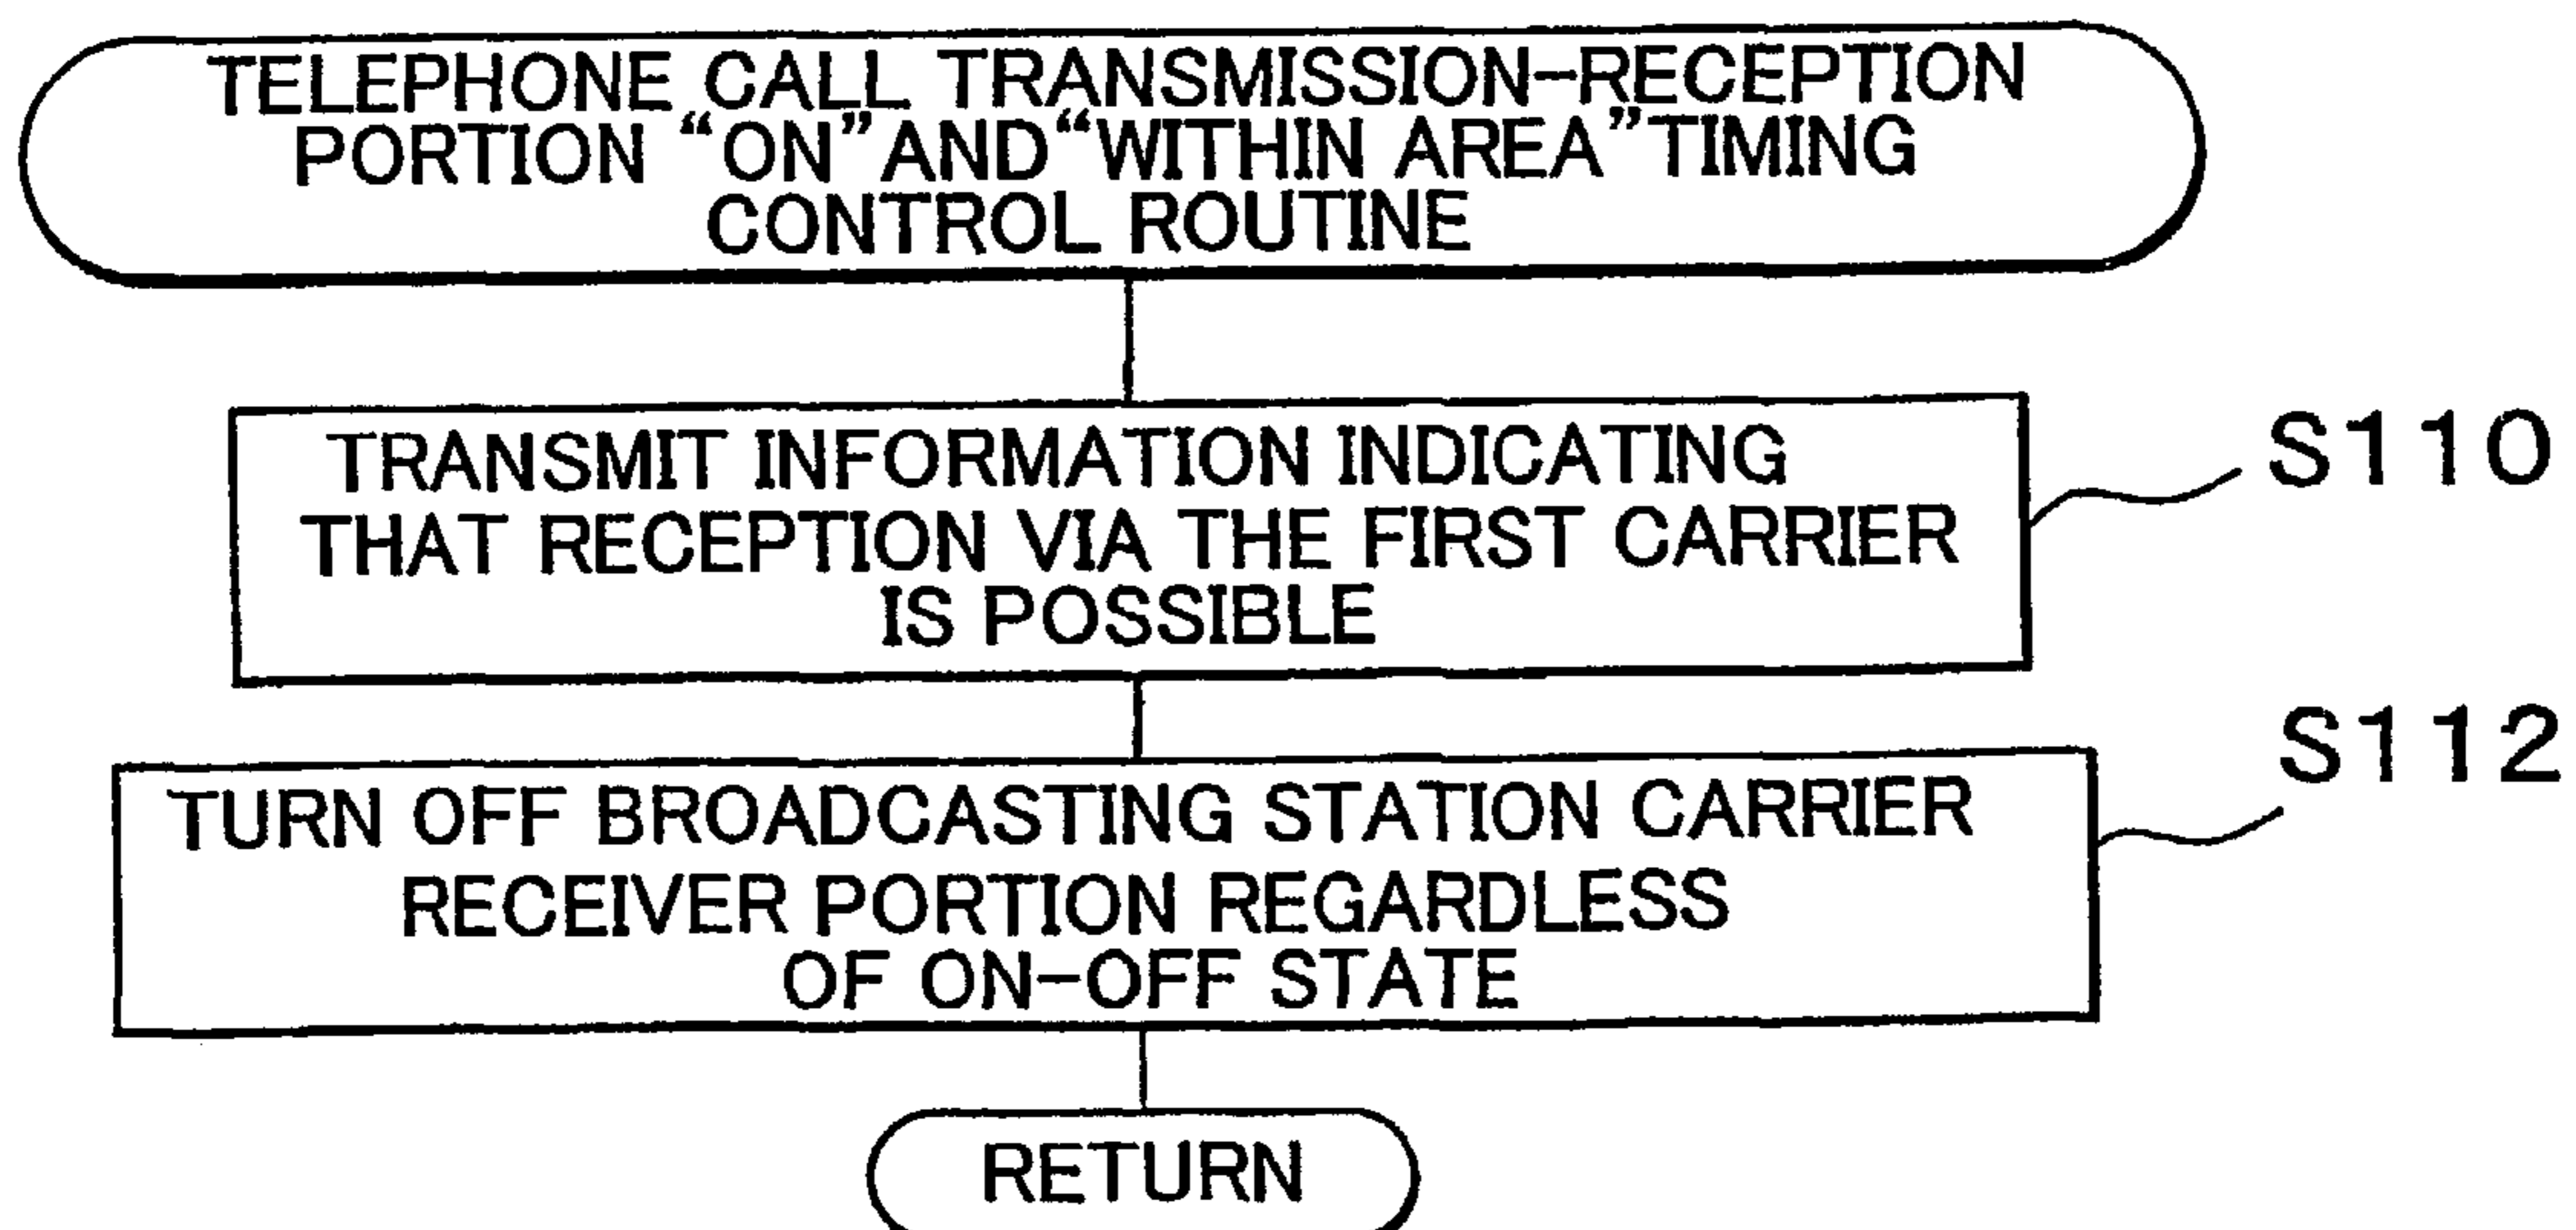 TELEPHONE CALL TRANSMISSION-RECEPTION
PORTION “ON”AND“WITHIN AREA”TIMING
CONTROL ROUTINE
TRANSMIT INFORMATION INDICATING
THAT RECEPTION VIA THE FIRST CARRIER
IS POSSIBLE
S110
TURN OFF BROADCASTING STATION CARRIER
RECEIVER PORTION REGARDLESS
OF ON-OFF STATE
S112
RETURN